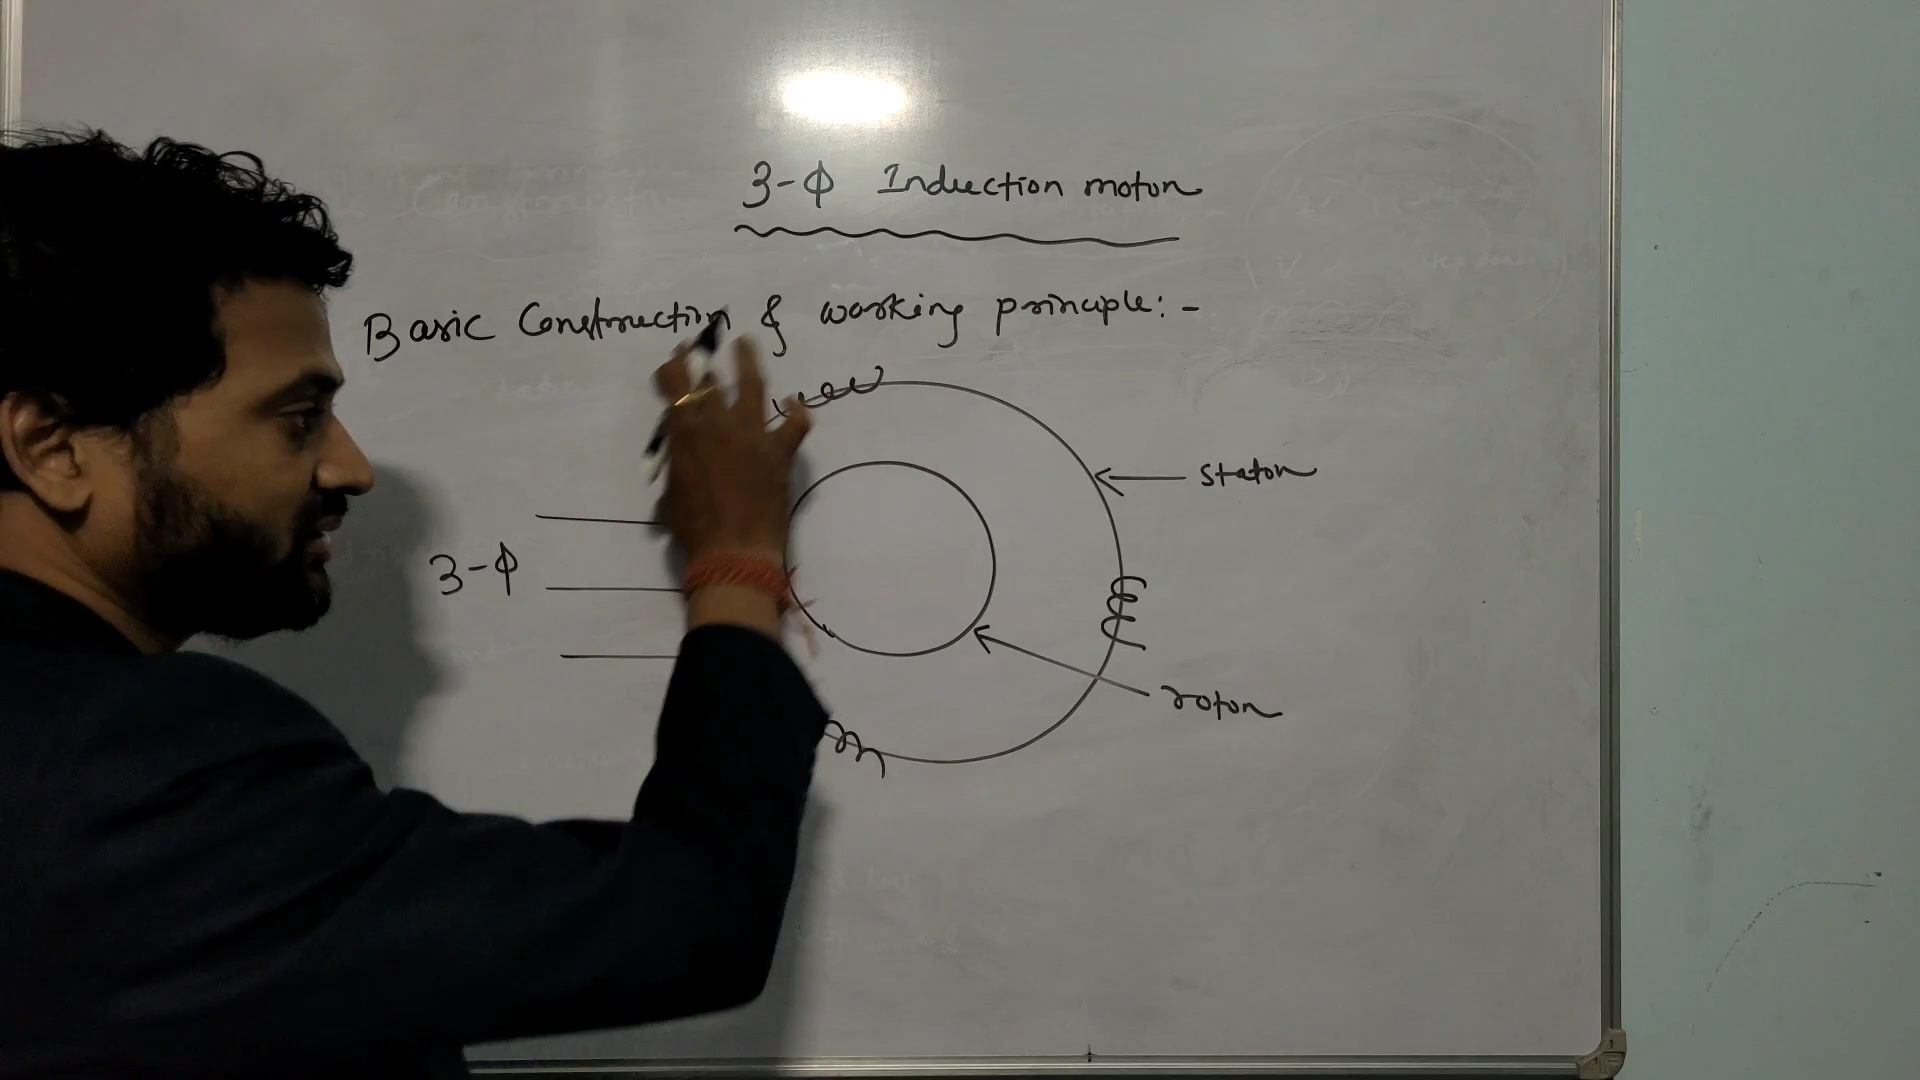 3-Φ Induction motor
Basic Construction & working principle:-
stator
3-Φ
rotor